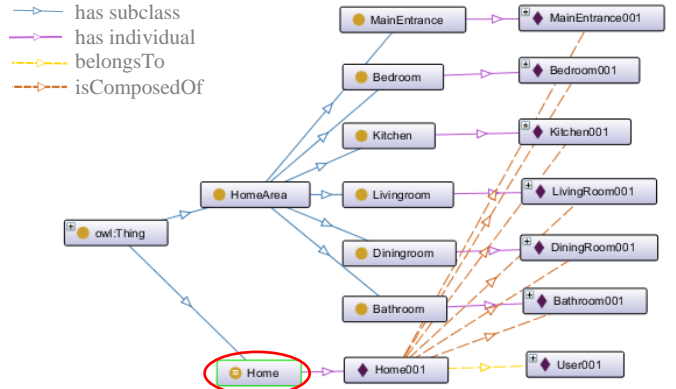 has subclass
has individual
belongsTo
isComposedOf
MainEntrance
MainEntrance001
Bedroom
Bedroom001
Kitchen
Kitchen001
HomeArea
Livingroom
LivingRoom001
owl:Thing
Diningroom
DiningRoom001
Bathroom
Bathroom001
Home
Home001
User001